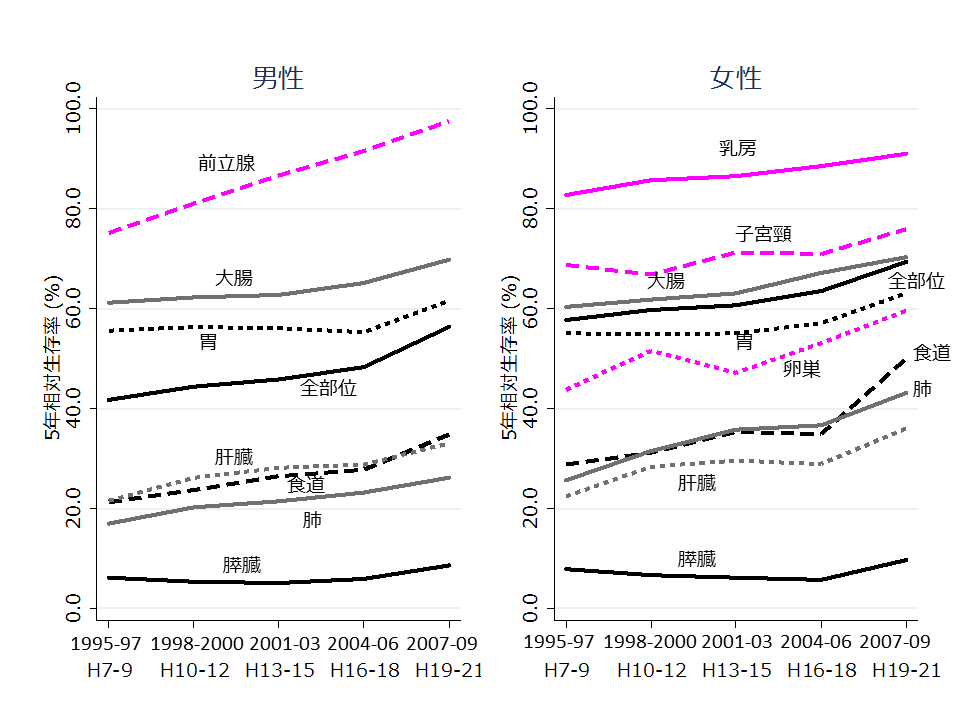 男性
5年相対生存率 (%)
100.0
80.0
60.0
40.0
20.0
0.0
前立腺
大腸
胃
全部位
肝臓
食道
肺
膵臓
1995-97 1998-2000 2001-03 2004-06 2007-09
H7-9 H10-12 H13-15 H16-18 H19-21
女性
5年相対生存率 (%)
100.0
80.0
60.0
40.0
20.0
0.0
乳房
子宮頸
大腸
全部位
胃
卵巣
食道
肺
肝臓
膵臓
1995-97 1998-2000 2001-03 2004-06 2007-09
H7-9 H10-12 H13-15 H16-18 H19-21